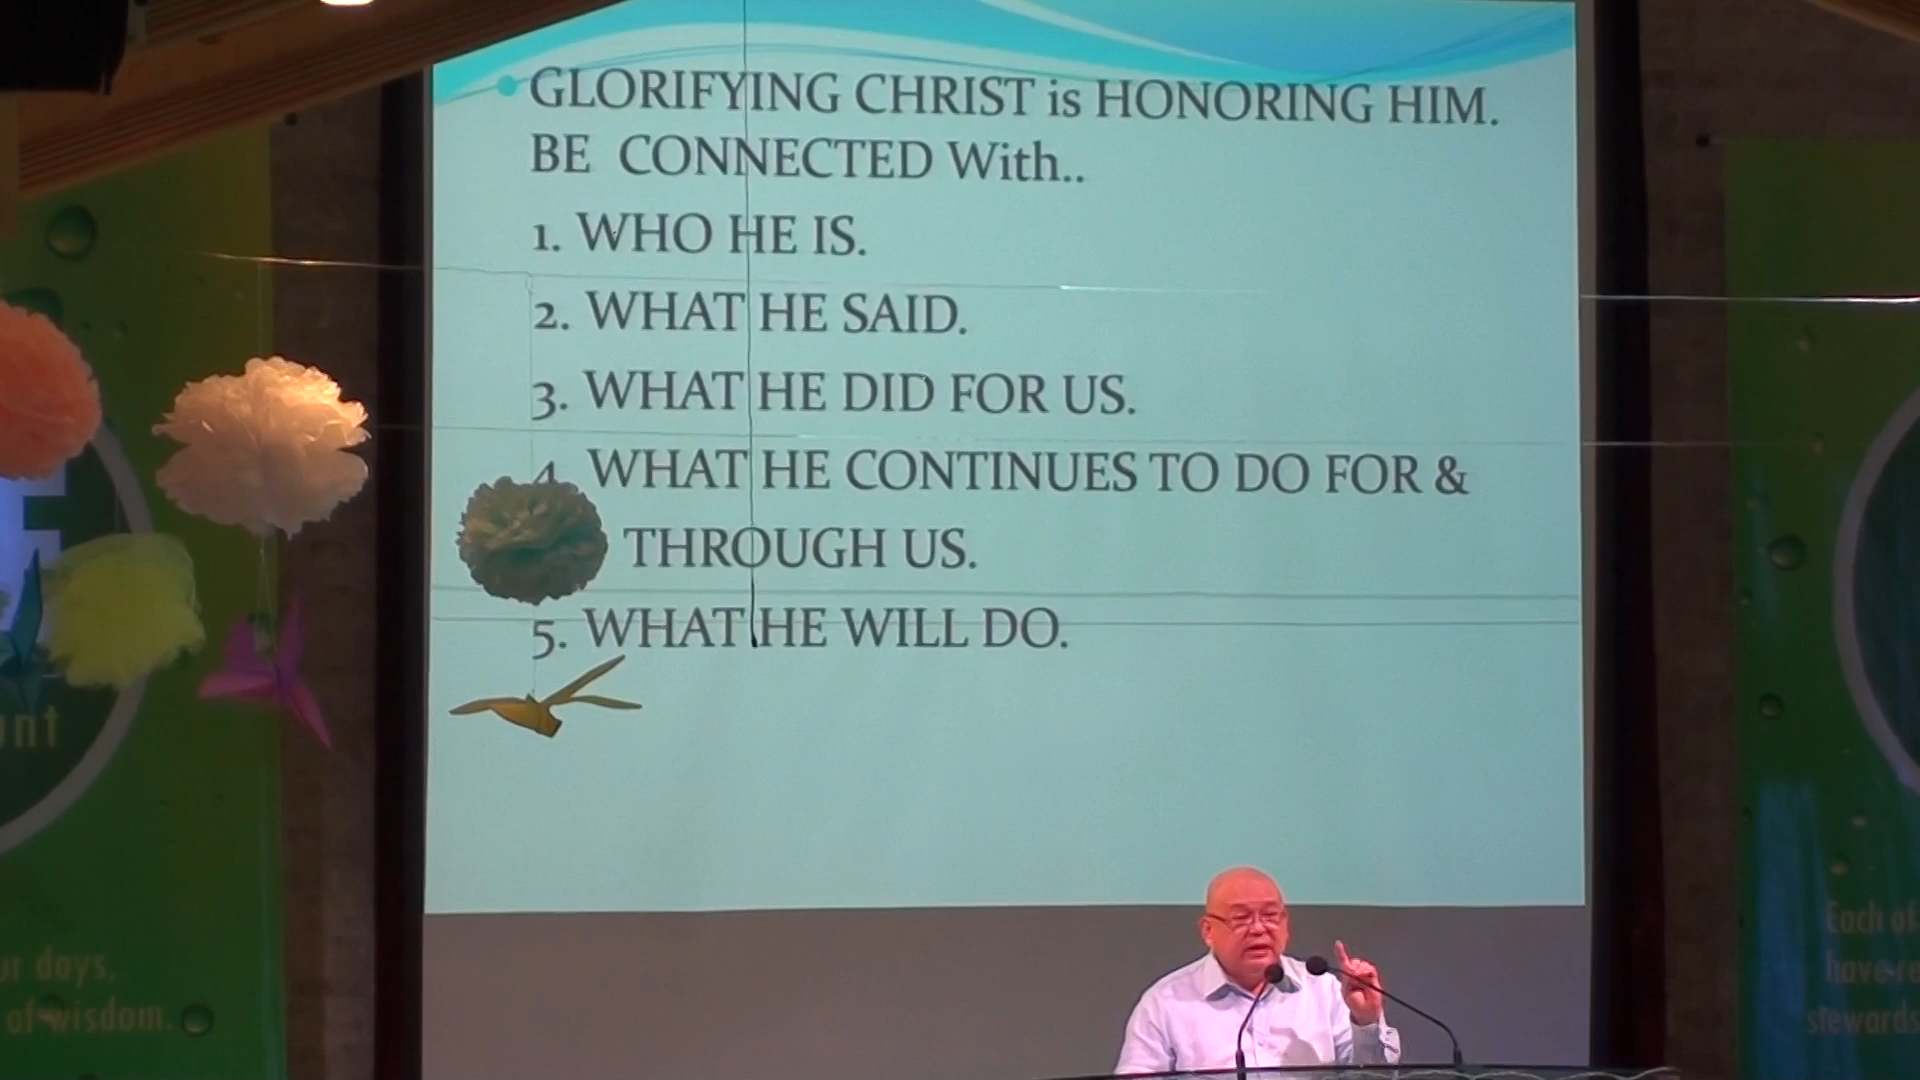 GLORIFYING CHRIST is HONORING HIM.
BE CONNECTED With..
1. WHO HE IS.
2. WHAT HE SAID.
3. WHAT HE DID FOR US.
4. WHAT HE CONTINUES TO DO FOR &
THROUGH US.
5. WHAT HE WILL DO.
days,
of wisdom.
Each of
have
stewards